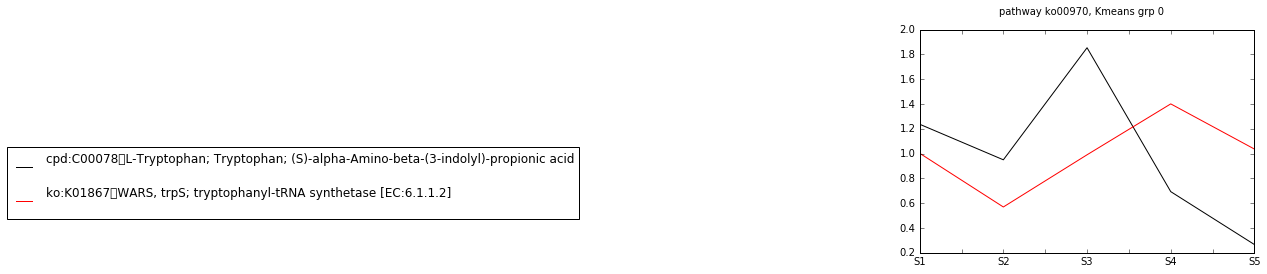 pathway ko00970, Kmeans grp 0
2.0
1.8
1.6
1.4
1.2
1.0
0.8
0.6
0.4
0.2
S1 S2 S3 S4 S5
cpd:C00078▯L-Tryptophan; Tryptophan; (S)-alpha-Amino-beta-(3-indolyl)-propionic acid
ko:K01867▯WARS, trpS; tryptophanyl-tRNA synthetase [EC:6.1.1.2]